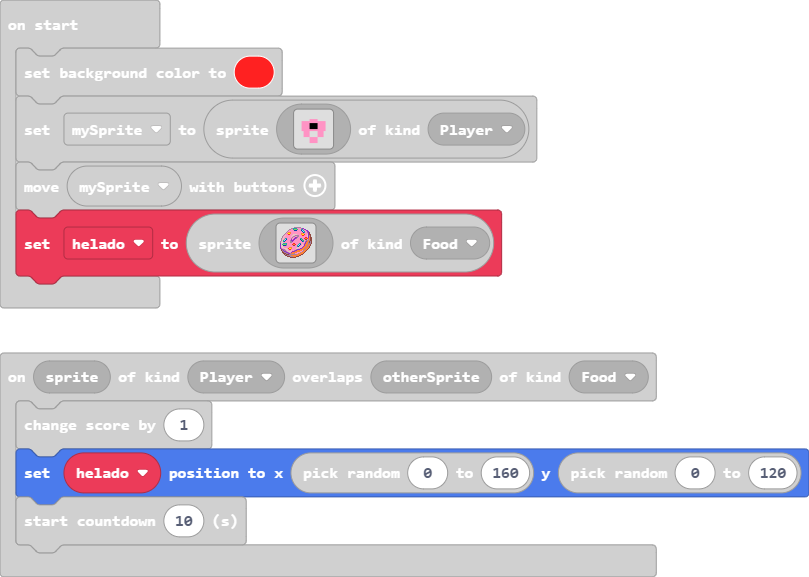 on start
set background color to
set mySprite to sprite of kind Player
move mySprite with buttons
set helado to sprite of kind Food
on sprite of kind Player overlaps otherSprite of kind Food
change score by 1
set helado position to x pick random 0 to 160 y pick random 0 to 120
start countdown 10 (s)